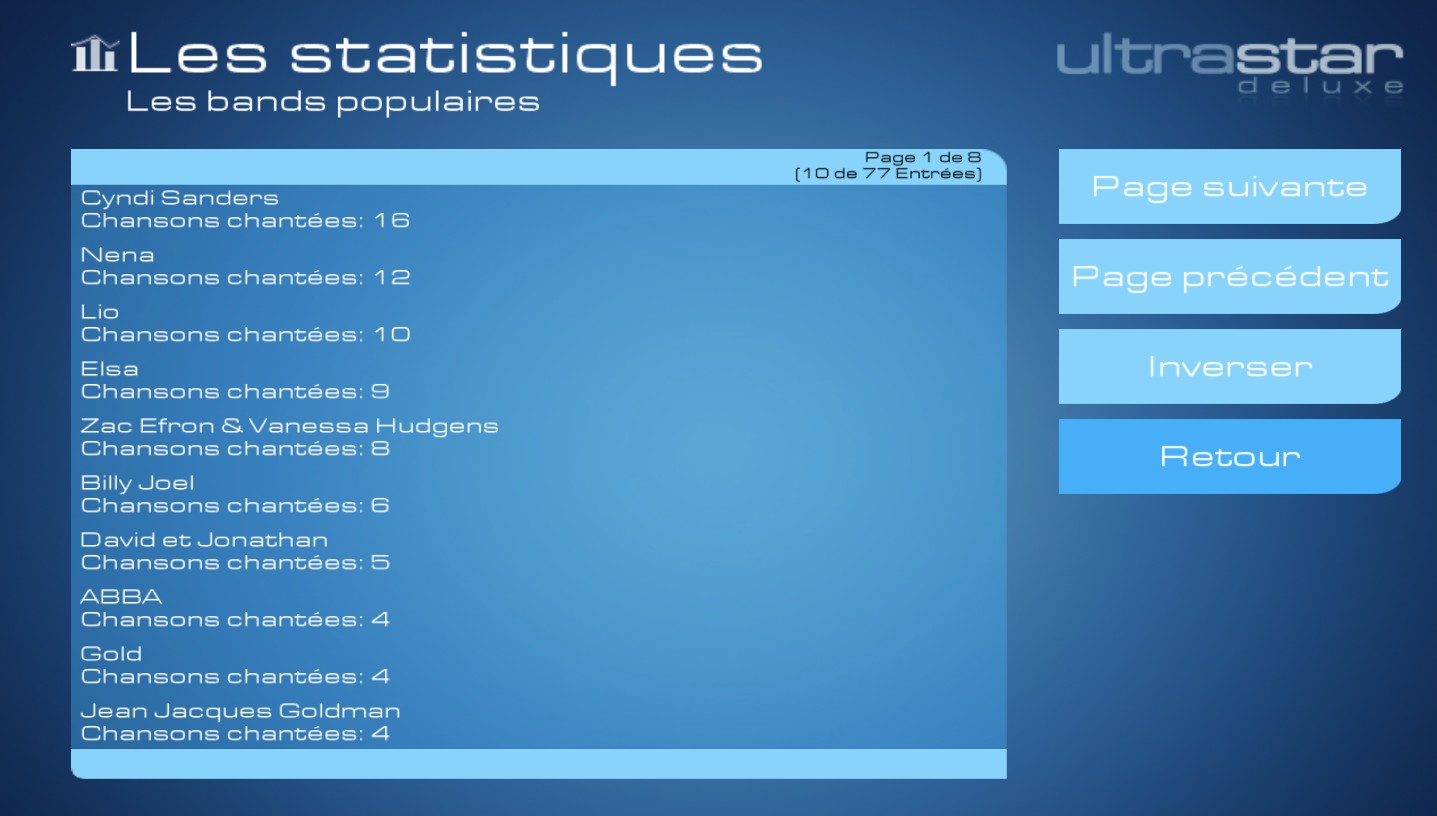 Les statistiques
Les bands populaires
ultrastar
deluxe
Page 1 de 8
(10 de 77 Entrées)
Cyndi Sanders
Chansons chantées: 16
Nena
Chansons chantées: 12
Lio
Chansons chantées: 10
Elsa
Chansons chantées: 9
Zac Efron & Vanessa Hudgens
Chansons chantées: 8
Billy Joel
Chansons chantées: 6
David et Jonathan
Chansons chantées: 5
ABBA
Chansons chantées: 4
Gold
Chansons chantées: 4
Jean Jacques Goldman
Chansons chantées: 4
Page suivante
Page précédent
Inverser
Retour